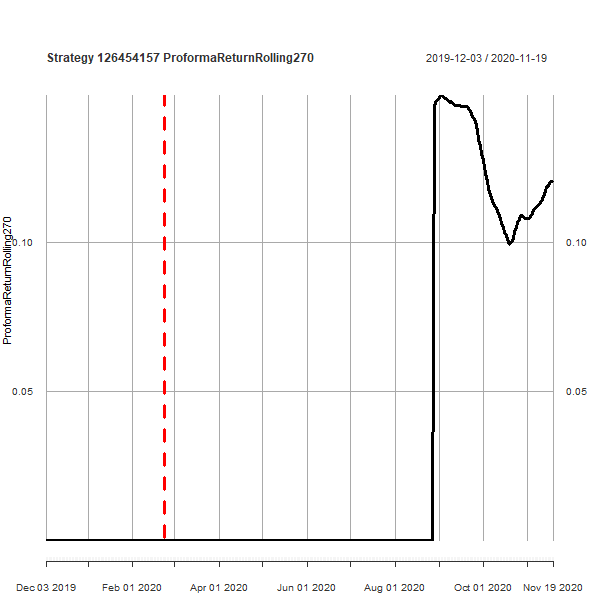 Strategy 126454157 ProformaReturnRolling270
2019-12-03 / 2020-11-19
ProformaReturnRolling270
0.10
0.10
0.05
0.05
Dec 03 2019
Feb 01 2020
Apr 01 2020
Jun 01 2020
Aug 01 2020
Oct 01 2020
Nov 19 2020